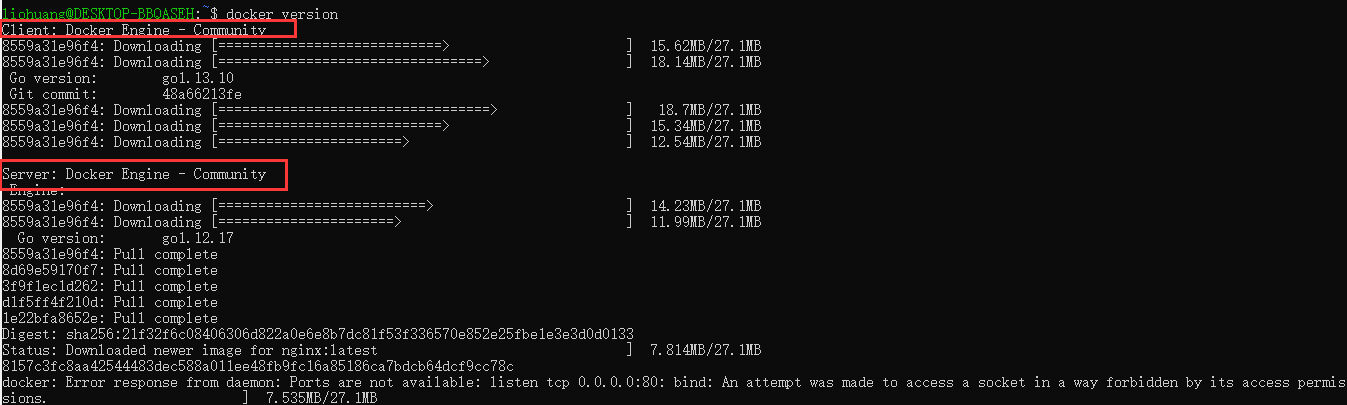 liohuang@DESKTOP-BBQASEH:~$ docker version
Client: Docker Engine - Community
8559a31e96f4: Downloading [============================>                      ]  15.62MB/27.1MB
8559a31e96f4: Downloading [=================================>                 ]  18.14MB/27.1MB
Go version:       go1.13.10
Git commit:       48a66213fe
8559a31e96f4: Downloading [==================================>                ]   18.7MB/27.1MB
8559a31e96f4: Downloading [============================>                      ]  15.34MB/27.1MB
8559a31e96f4: Downloading [=======================>                           ]  12.54MB/27.1MB
Server: Docker Engine - Community
Engine:
8559a31e96f4: Downloading [==========================>                        ]  14.23MB/27.1MB
8559a31e96f4: Downloading [======================>                            ]  11.99MB/27.1MB
Go version:       go1.12.17
8559a31e96f4: Pull complete
8d69e59170f7: Pull complete
3f9f1ec1d262: Pull complete
d1f5ff4f210d: Pull complete
1e22bfa8652e: Pull complete
Digest: sha256:21f32f6c08406306d822a0e6e8b7dc81f53f336570e852e25fbe1e3e3d0d0133
Status: Downloaded newer image for nginx:latest                               ]  7.814MB/27.1MB
8157c3fc8aa42544483dec588a011ee48fb9fc16a85186ca7bdcb64dcf9cc78c
docker: Error response from daemon: Ports are not available: listen tcp 0.0.0.0:80: bind: An attempt was made to access a socket in a way forbidden by its access permis
sions.                         ]  7.535MB/27.1MB